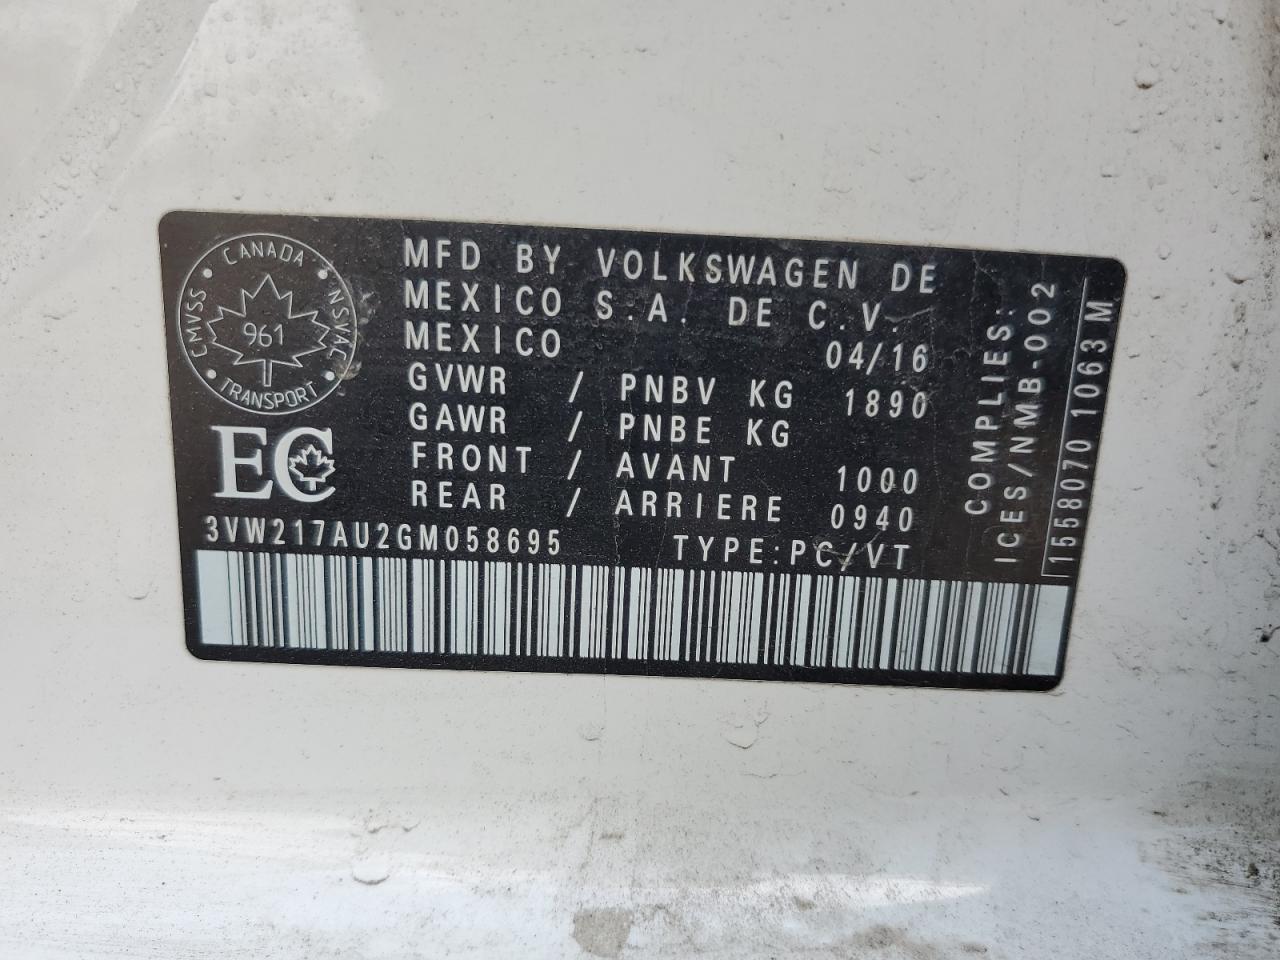 CANADA
CMVSS
NSVAC
961
TRANSPORT
EC
MFD BY VOLKSWAGEN DE
MEXICO S.A. DE C.V.
MEXICO 04/16
GVWR / PNBV KG 1890
GAWR / PNBE KG
FRONT / AVANT 1000
REAR / ARRIERE 0940
3VW217AU2GM058695 TYPE:PC/VT
COMPLIES:
ICES/NMB-002
1558070 1063 M